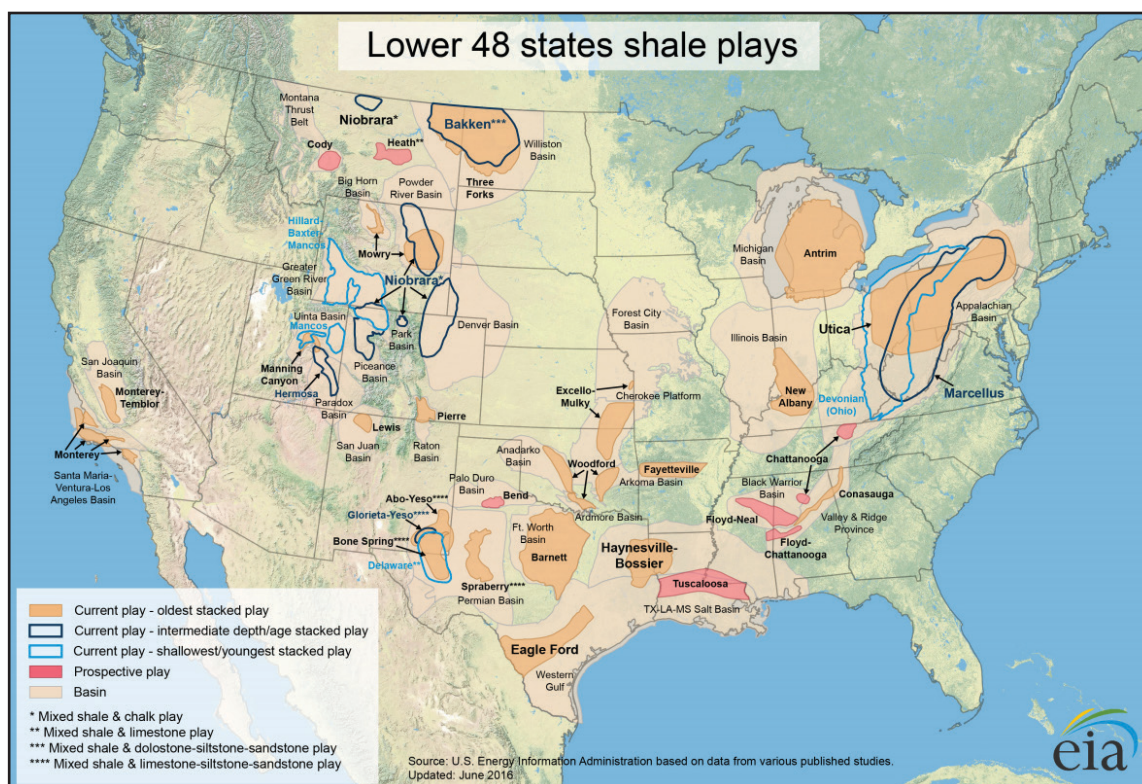 Lower 48 states shale plays
Montana
Thrust
Belt
Niobrara*
Bakken***
Cody
Heath**
Williston
Basin
Three
Forks
Big Horn
Basin
Powder
River Basin
Hillard-
Baxter-
Mancos
Mowry
Greater
Green River
Basin
Niobrara*
Uinta Basin
Mancos
Park
Basin
Denver Basin
Manning
Canyon
Hermosa
Piceance
Basin
Paradox
Basin
San Joaquin
Basin
Monterey-
Temblor
Monterey
Santa Maria-
Ventura-Los
Angeles Basin
Lewis
San Juan
Basin
Pierre
Raton
Basin
Forest City
Basin
Excello-
Mulky
Cherokee Platform
Anadarko
Basin
Woodford
Fayetteville
Arkoma Basin
Ardmore Basin
Palo Duro
Basin
Bend
Abo-Yeso****
Glorieta-Yeso****
Bone Spring****
Delaware**
Spraberry****
Permian Basin
Ft. Worth
Basin
Barnett
Haynesville-
Bossier
Tuscaloosa
TX-LA-MS Salt Basin
Eagle Ford
Western
Gulf
Michigan
Basin
Antrim
Illinois Basin
New
Albany
Utica
Appalachian
Basin
Devonian
(Ohio)
Marcellus
Chattanooga
Black Warrior
Basin
Conasauga
Floyd-Neal
Valley & Ridge
Province
Floyd-
Chattanooga
Current play - oldest stacked play
Current play - intermediate depth/age stacked play
Current play - shallowest/youngest stacked play
Prospective play
Basin
* Mixed shale & chalk play
** Mixed shale & limestone play
*** Mixed shale & dolostone-siltstone-sandstone play
**** Mixed shale & limestone-siltstone-sandstone play
Source: U.S. Energy Information Administration based on data from various published studies.
Updated: June 2016
eia